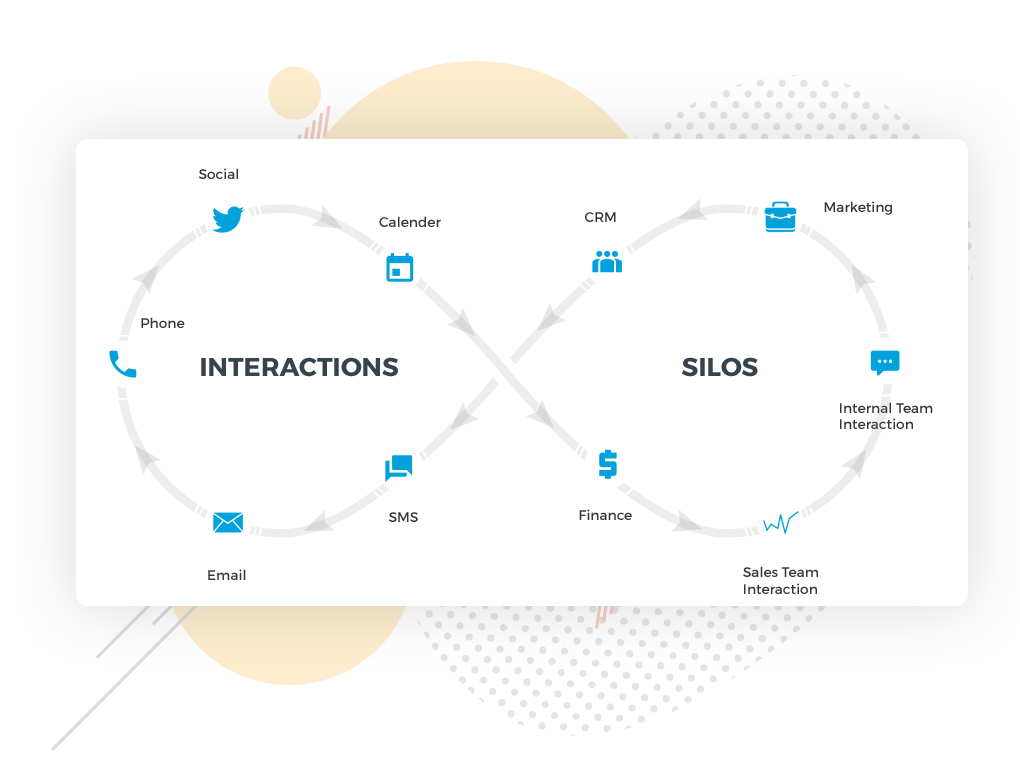 Social
Calender
CRM
Marketing
Phone
INTERACTIONS
SILOS
Internal Team
Interaction
SMS
Finance
Email
Sales Team
Interaction